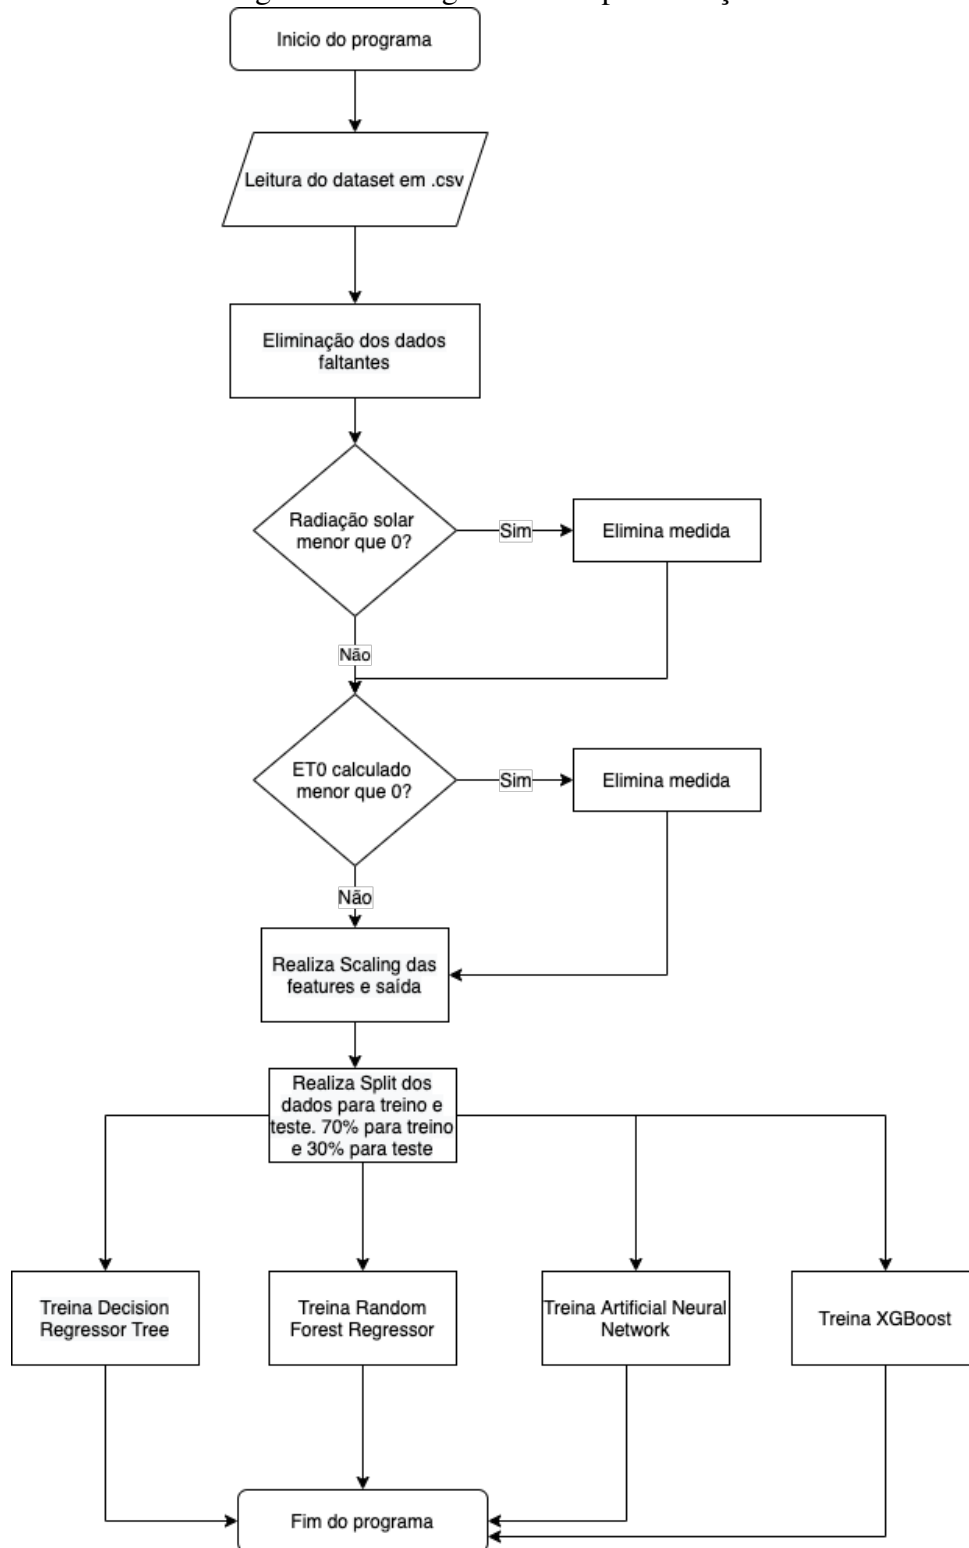 Inicio do programa
Leitura do dataset em .csv
Eliminação dos dados
faltantes
Radiação solar
menor que 0?
Sim
Elimina medida
Não
ET0 calculado
menor que 0?
Sim
Elimina medida
Não
Realiza Scaling das
features e saída
Realiza Split dos
dados para treino e
teste. 70% para treino
e 30% para teste
Treina Decision
Regressor Tree
Treina Random
Forest Regressor
Treina Artificial Neural
Network
Treina XGBoost
Fim do programa